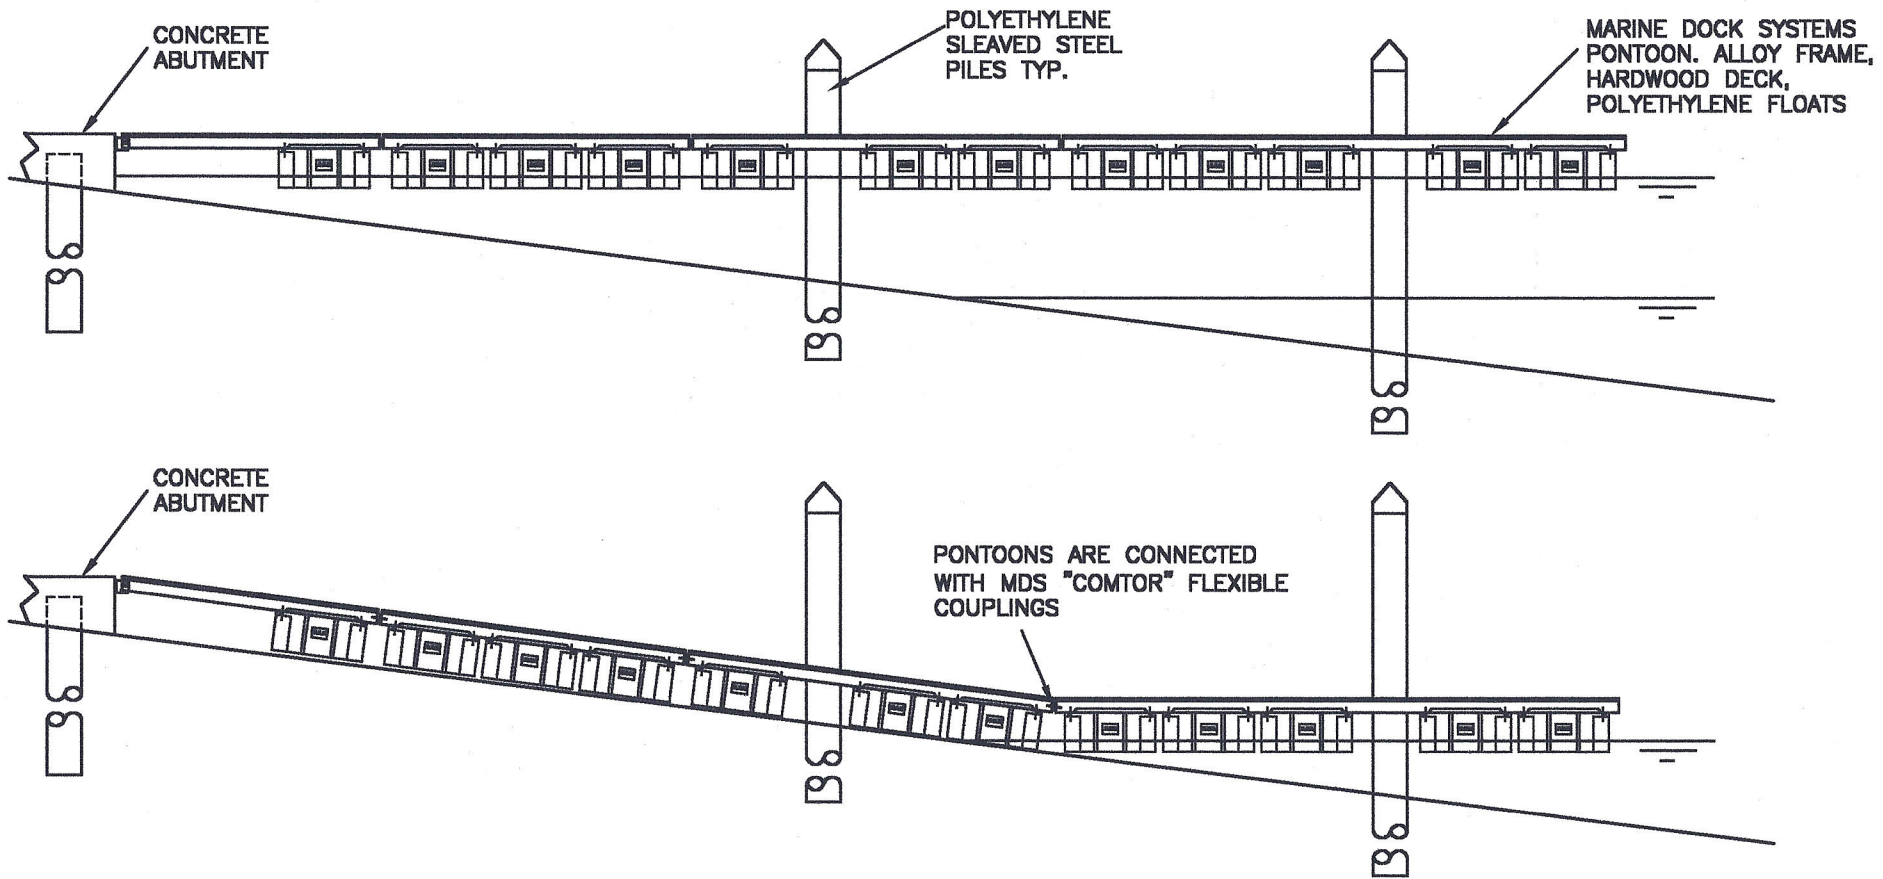 CONCRETE
ABUTMENT
POLYETHYLENE
SLEAVED STEEL
PILES TYP.
MARINE DOCK SYSTEMS
PONTOON. ALLOY FRAME,
HARDWOOD DECK,
POLYETHYLENE FLOATS
CONCRETE
ABUTMENT
PONTOONS ARE CONNECTED
WITH MDS "COMTOR" FLEXIBLE
COUPLINGS